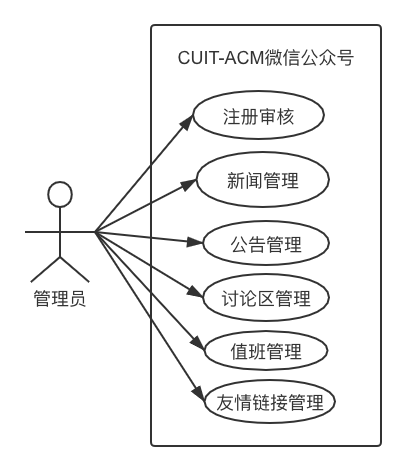 CUIT-ACM微信公众号
注册审核
新闻管理
公告管理
讨论区管理
管理员
值班管理
友情链接管理